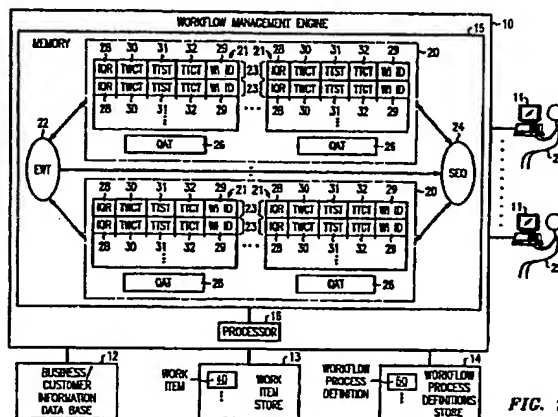 WORKFLOW MANAGEMENT ENGINE
10
15
MEMORY
28 30 31 32 29 21 21 28 30 31 32 29 20
IQR TWCT TTST TTCT WI ID 23 IQR TWCT TTST TTCT WI ID
IQR TWCT TTST TTCT WI ID 23 IQR TWCT TTST TTCT WI ID
28 30 31 32 29 28 30 31 32 29
11
22
EWT
QAT 26
QAT 26
24
SEQ
28 30 31 32 29 21 21 28 30 31 32 29 20
IQR TWCT TTST TTCT WI ID 23 IQR TWCT TTST TTCT WI ID
IQR TWCT TTST TTCT WI ID 23 IQR TWCT TTST TTCT WI ID
28 30 31 32 29 28 30 31 32 29
11
QAT 26
QAT 26
PROCESSOR
12
13
14
BUSINESS/
CUSTOMER
INFORMATION
DATA BASE
WORK
ITEM
40
WORK
ITEM
STORE
WORKFLOW
PROCESS
DEFINITION
WORKFLOW
PROCESS
DEFINITIONS
STORE